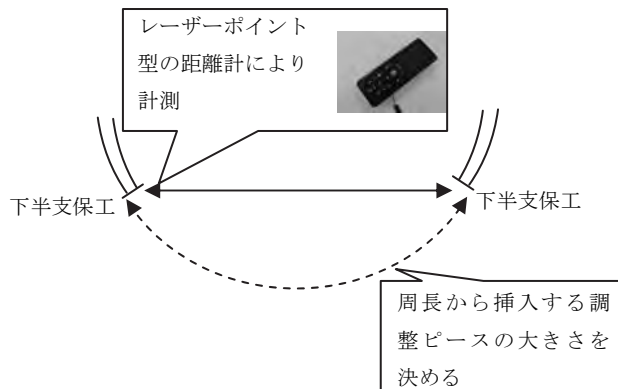 レーザーポイント
型の距離計により
計測
下半支保工
下半支保工
周長から挿入する調
整ピースの大きさを
決める